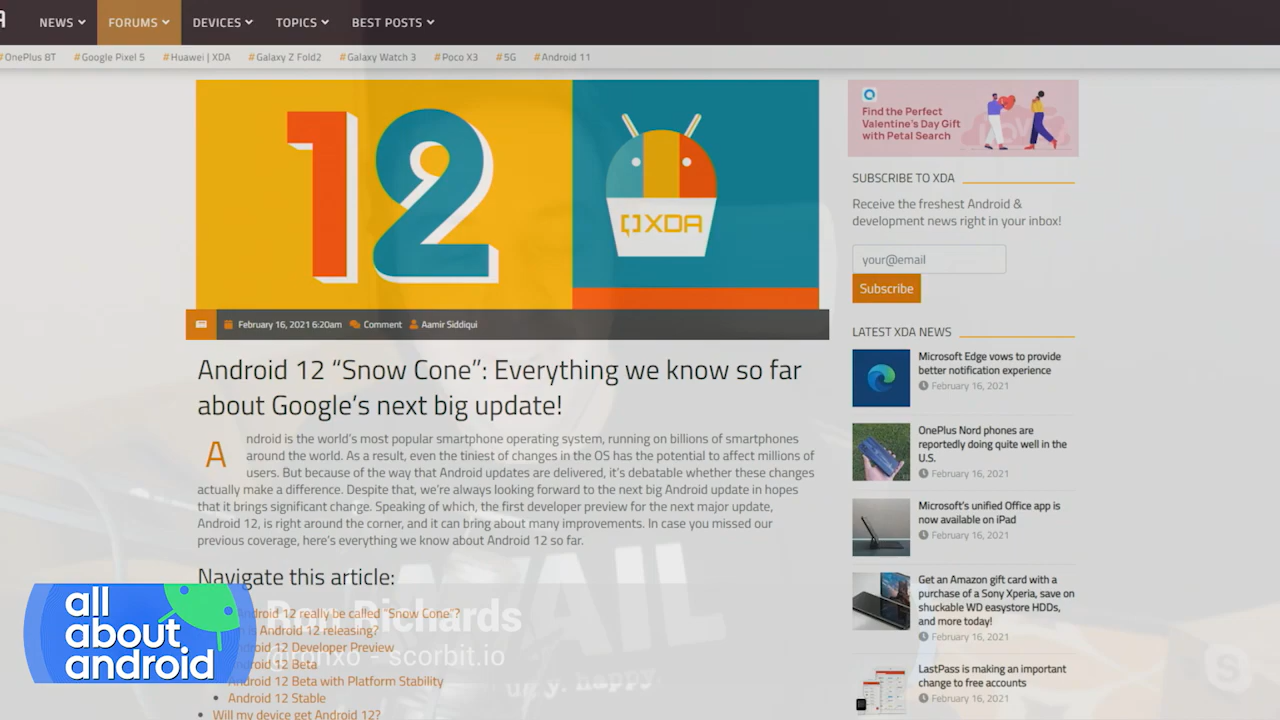 NEWS FORUMS DEVICES TOPICS BEST POSTS
#OnePlus 8T #Google Pixel 5 #Huawei | XDA #Galaxy Z Fold2 #Galaxy Watch 3 #Poco X3 #5G #Android 11
12
XDA
February 16, 2021 6:20am Comment Aamir Siddiqui
Android 12 “Snow Cone”: Everything we know so far
about Google’s next big update!
Android is the world’s most popular smartphone operating system, running on billions of smartphones
around the world. As a result, even the tiniest of changes in the OS has the potential to affect millions of
users. But because of the way that Android updates are delivered, it’s debatable whether these changes
actually make a difference. Despite that, we’re always looking forward to the next big Android update in hopes
that it brings significant change. Speaking of which, the first developer preview for the next major update,
Android 12, is right around the corner, and it can bring about many improvements. In case you missed our
previous coverage, here’s everything we know about Android 12 so far.
Navigate this article:
Android 12 really be called “Snow Cone”?
Android 12 releasing?
Android 12 Developer Preview
Android 12 Beta
Android 12 Beta with Platform Stability
Android 12 Stable
Will my device get Android 12?
Find the Perfect
Valentine’s Day Gift
with Petal Search
SUBSCRIBE TO XDA
Receive the freshest Android &
development news right in your inbox!
your@email
Subscribe
LATEST XDA NEWS
Microsoft Edge vows to provide
better notification experience
February 16, 2021
OnePlus Nord phones are
reportedly doing quite well in the
U.S.
February 16, 2021
Microsoft’s unified Office app is
now available on iPad
February 16, 2021
Get an Amazon gift card with a
purchase of a Sony Xperia, save on
shuckable WD easystore HDDs,
and more today!
February 16, 2021
LastPass is making an important
change to free accounts
February 16, 2021
all
about
android
Ron Richards
@ronxo - scorbit.io